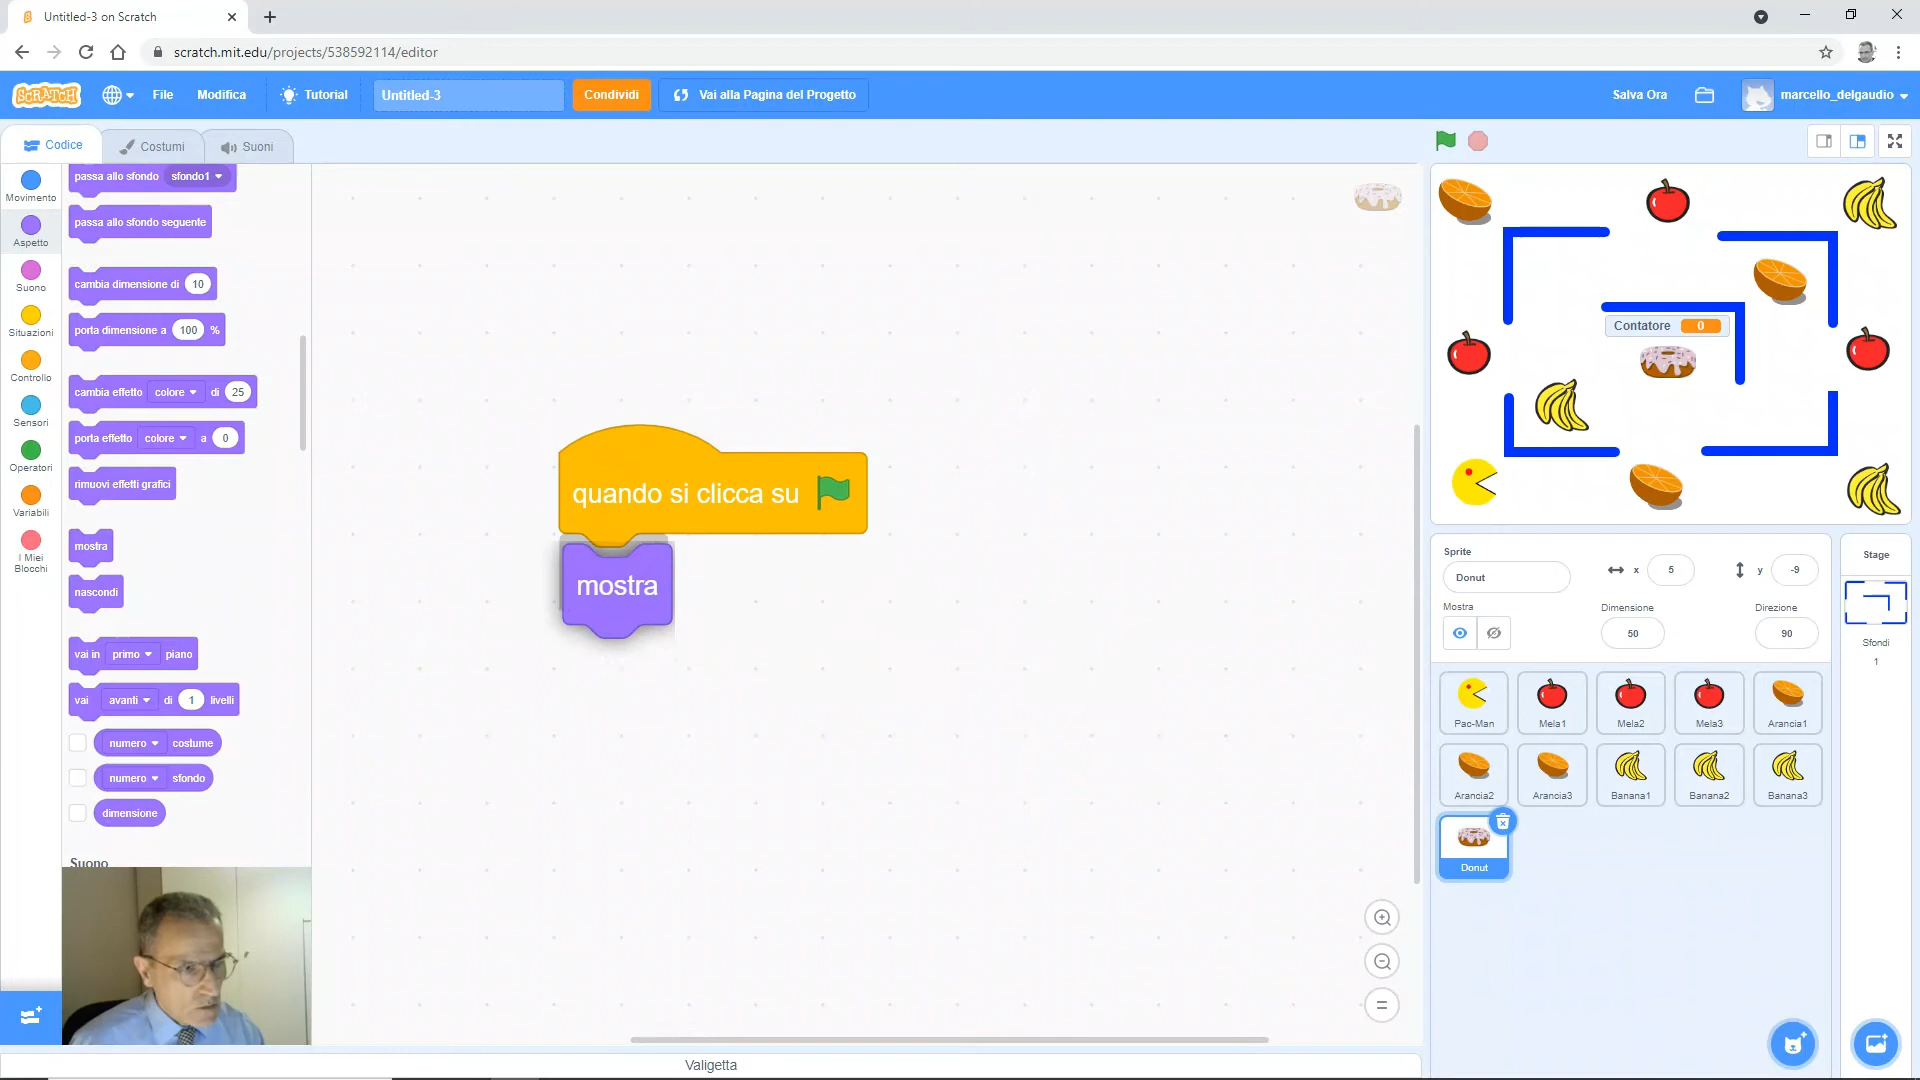 Untitled-3 on Scratch
scratch.mit.edu/projects/538592114/editor
SCRATCH
File
Modifica
Tutorial
Untitled-3
Condividi
Vai alla Pagina del Progetto
Salva Ora
marcello_delgaudio
Codice
Costumi
Suoni
Movimento
Aspetto
Suono
Situazioni
Controllo
Sensori
Operatori
Variabili
I Miei
Blocchi
passa allo sfondo sfondo1
passa allo sfondo seguente
cambia dimensione di 10
porta dimensione a 100 %
cambia effetto colore di 25
porta effetto colore a 0
rimuovi effetti grafici
mostra
nascondi
vai in primo piano
vai avanti di 1 livelli
numero costume
numero sfondo
dimensione
Suono
quando si clicca su
mostra
Contatore 0
Sprite
Donut
x 5
y -9
Mostra
Dimensione
50
Direzione
90
Stage
Sfondi
1
Pac-Man
Mela1
Mela2
Mela3
Arancia1
Arancia2
Arancia3
Banana1
Banana2
Banana3
Donut
Valigetta